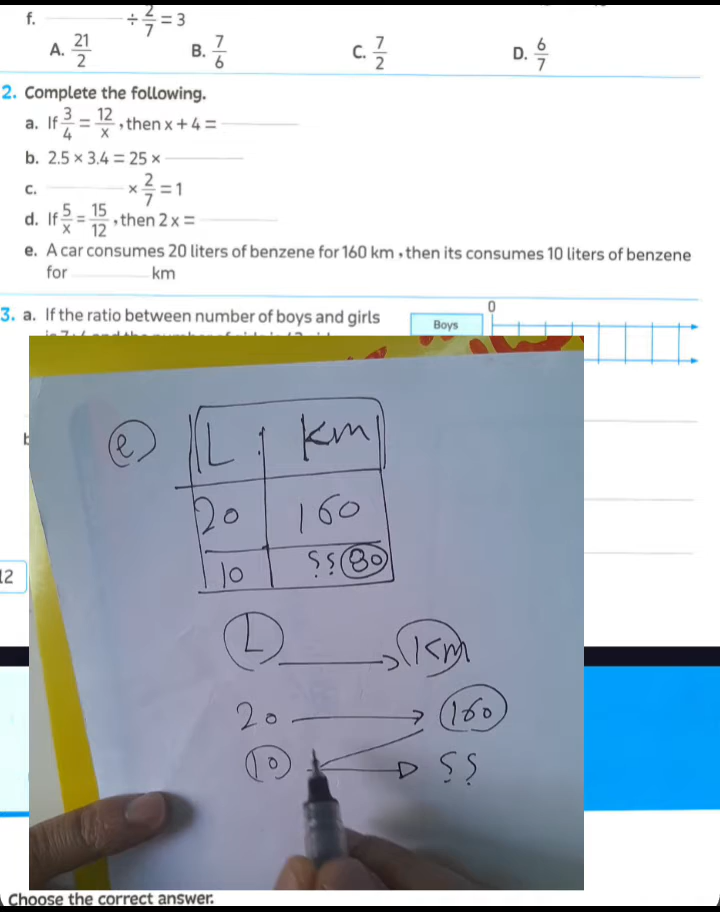 f. ÷ 2/7 = 3
A. 21/2 B. 7/6 C. 7/2 D. 6/7
2. Complete the following.
a. If 3/4 = 12/x , then x + 4 =
b. 2.5 × 3.4 = 25 ×
c. × 2/7 = 1
d. If 5/x = 15/12 , then 2 x =
e. A car consumes 20 liters of benzene for 160 km , then its consumes 10 liters of benzene
for km
3. a. If the ratio between number of boys and girls
0
Boys
e L km
20 160
10 ؟؟ 80
L → Km
20 → 160
10 → ؟؟
12
Choose the correct answer.